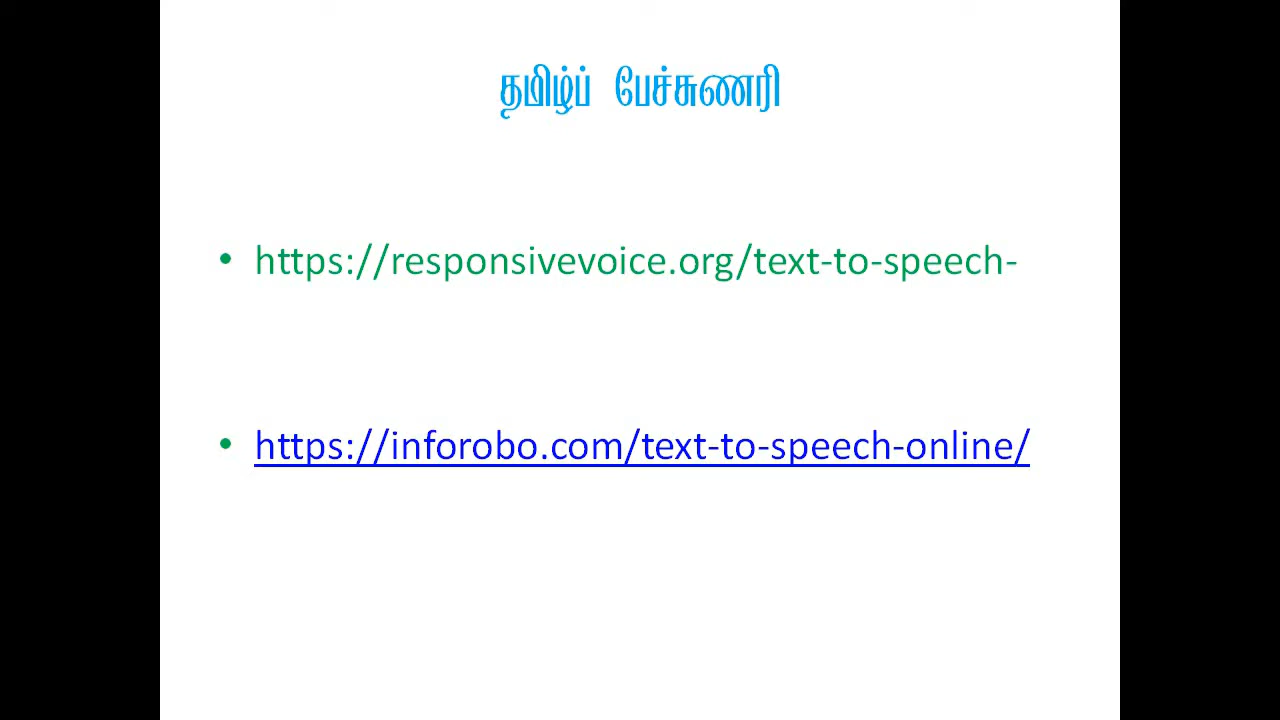 தமிழ்ப் பேச்சுணரி
• https://responsivevoice.org/text-to-speech-
• https://inforobo.com/text-to-speech-online/